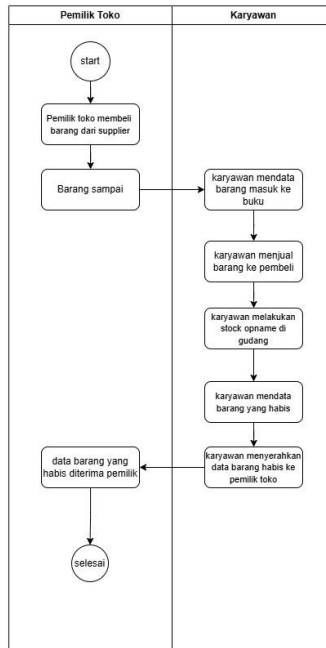 Pemilik Toko
Karyawan
start
Pemilik toko membeli
barang dari supplier
Barang sampai
karyawan mendata
barang masuk ke
buku
karyawan menjual
barang ke pembeli
karyawan melakukan
stock opname di
gudang
karyawan mendata
barang yang habis
karyawan menyerahkan
data barang habis ke
pemilik toko
data barang yang
habis diterima pemilik
selesai